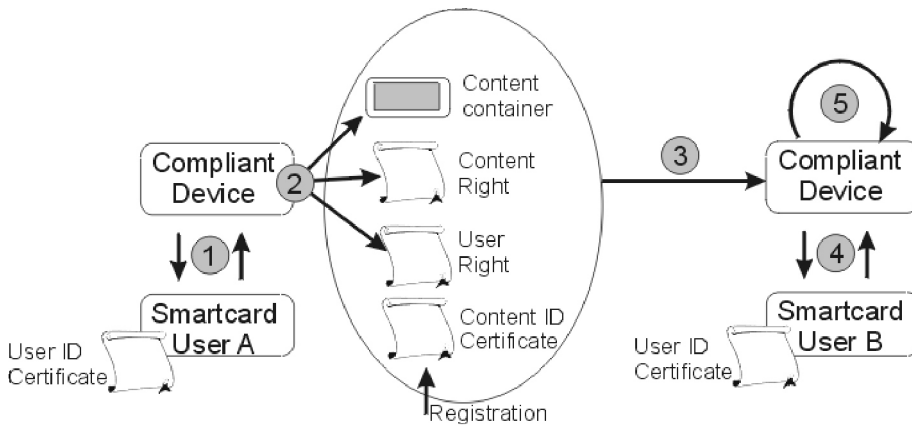 Compliant
Device
1
Smartcard
User A
User ID
Certificate
2
Content
container
Content
Right
User
Right
Content ID
Certificate
Registration
3
5
Compliant
Device
4
Smartcard
User B
User ID
Certificate